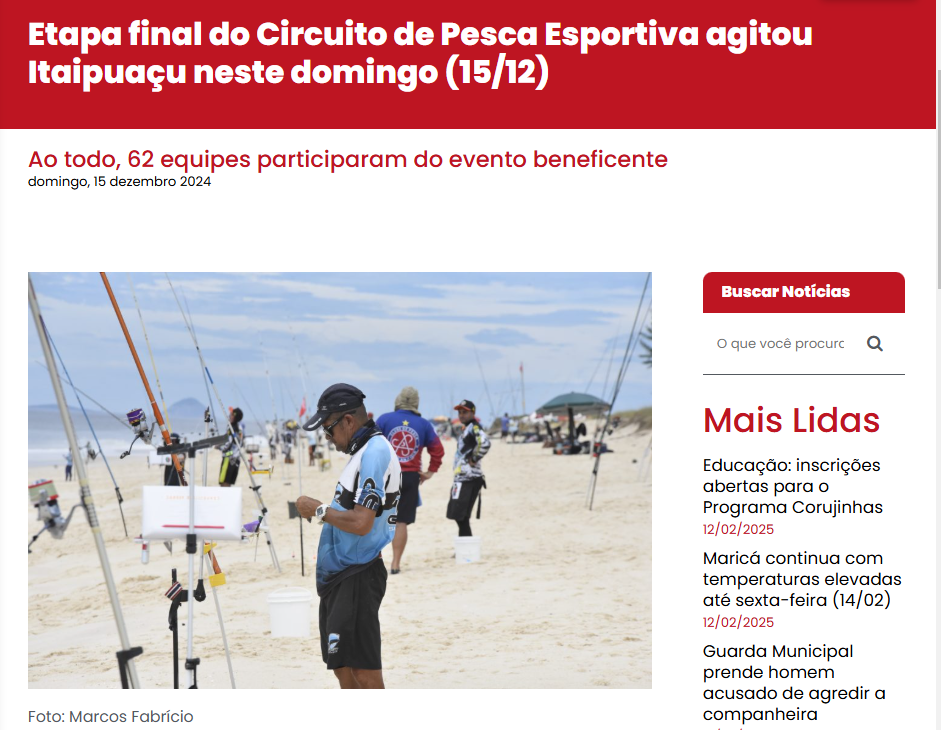 Etapa final do Circuito de Pesca Esportiva agitou
Itaipuaçu neste domingo (15/12)
Ao todo, 62 equipes participaram do evento beneficente
domingo, 15 dezembro 2024
Foto: Marcos Fabrício
Buscar Notícias
O que você procurc
Mais Lidas
Educação: inscrições
abertas para o
Programa Corujinhas
12/02/2025
Maricá continua com
temperaturas elevadas
até sexta-feira (14/02)
12/02/2025
Guarda Municipal
prende homem
acusado de agredir a
companheira